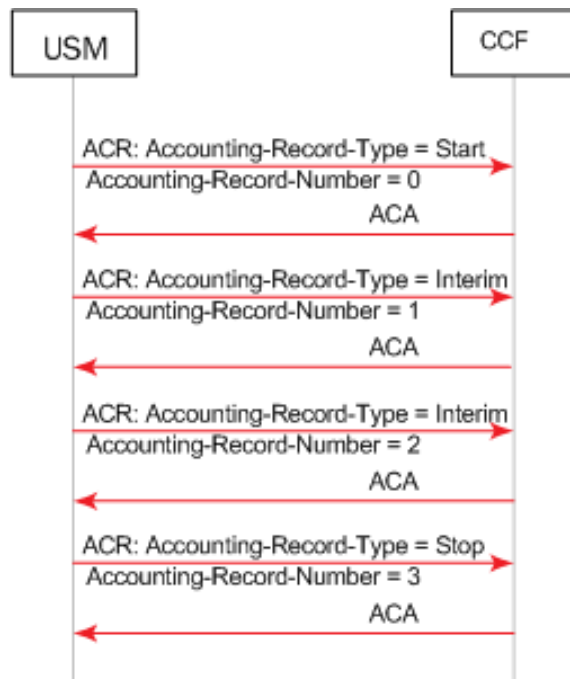 USM
CCF
ACR: Accounting-Record-Type = Start
Accounting-Record-Number = 0
ACA
ACR: Accounting-Record-Type = Interim
Accounting-Record-Number = 1
ACA
ACR: Accounting-Record-Type = Interim
Accounting-Record-Number = 2
ACA
ACR: Accounting-Record-Type = Stop
Accounting-Record-Number = 3
ACA